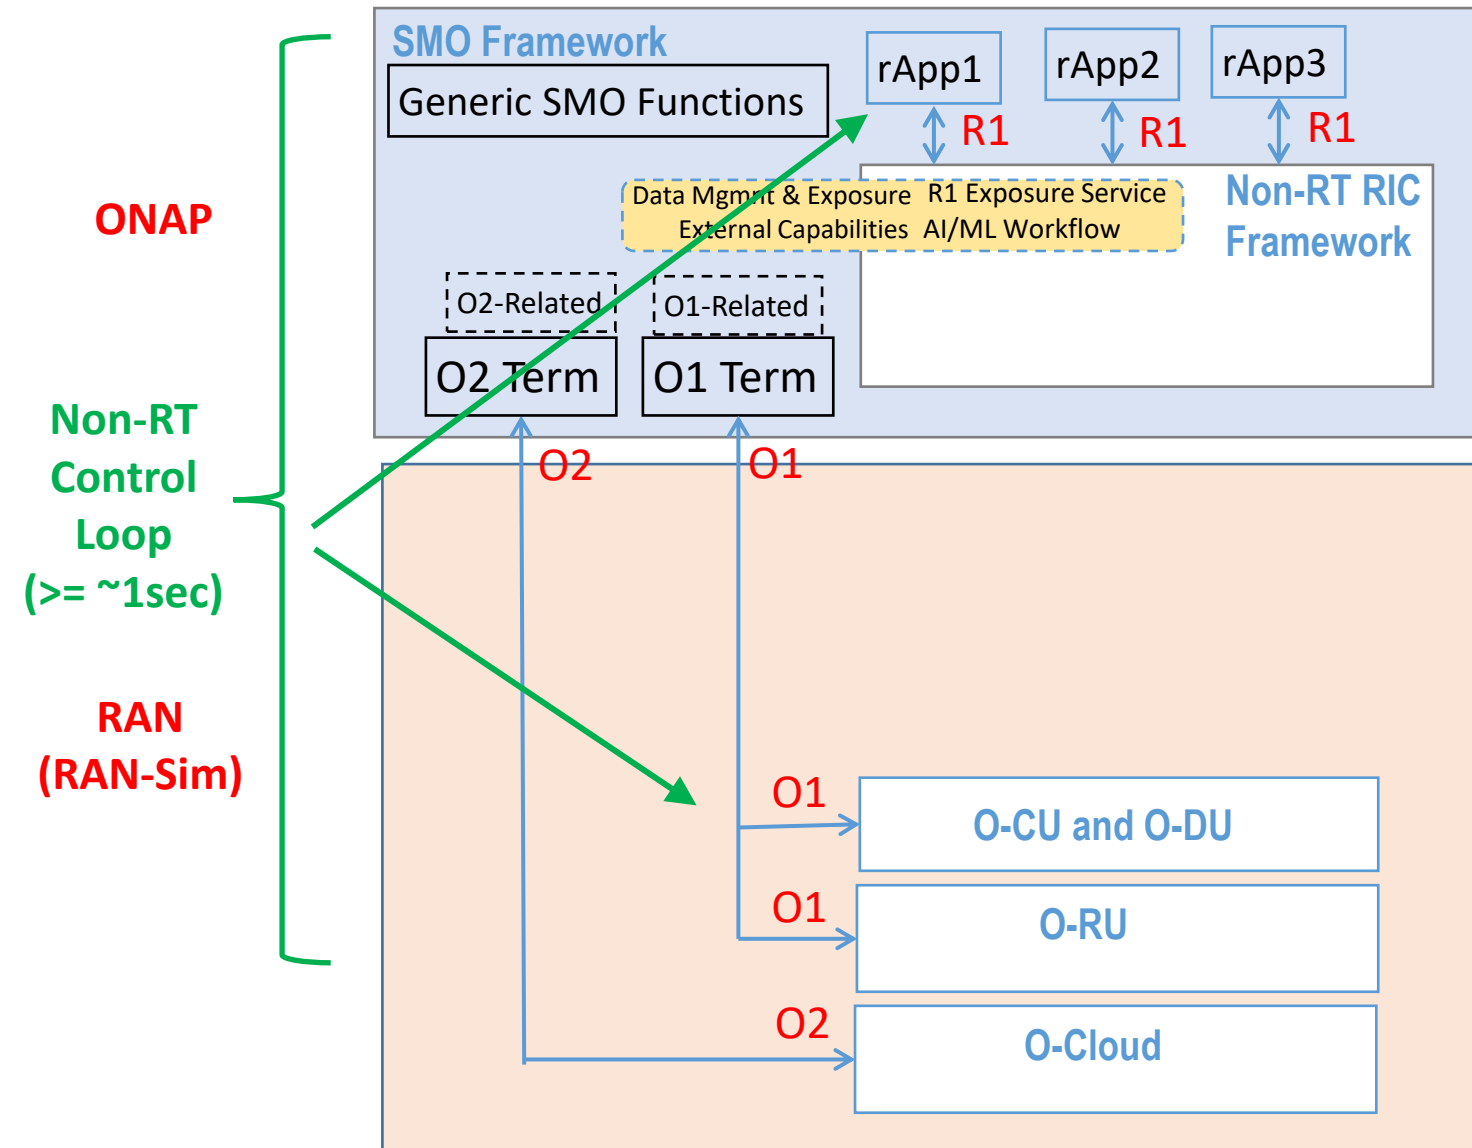 SMO Framework
Generic SMO Functions
rApp1
rApp2
rApp3
R1
R1
R1
Data Mgmnt & Exposure R1 Exposure Service
External Capabilities AI/ML Workflow
Non-RT RIC
Framework
ONAP
O2-Related
O1-Related
O2 Term
O1 Term
O2
O1
Non-RT
Control
Loop
(>= ~1sec)
RAN
(RAN-Sim)
O1
O-CU and O-DU
O1
O-RU
O2
O-Cloud